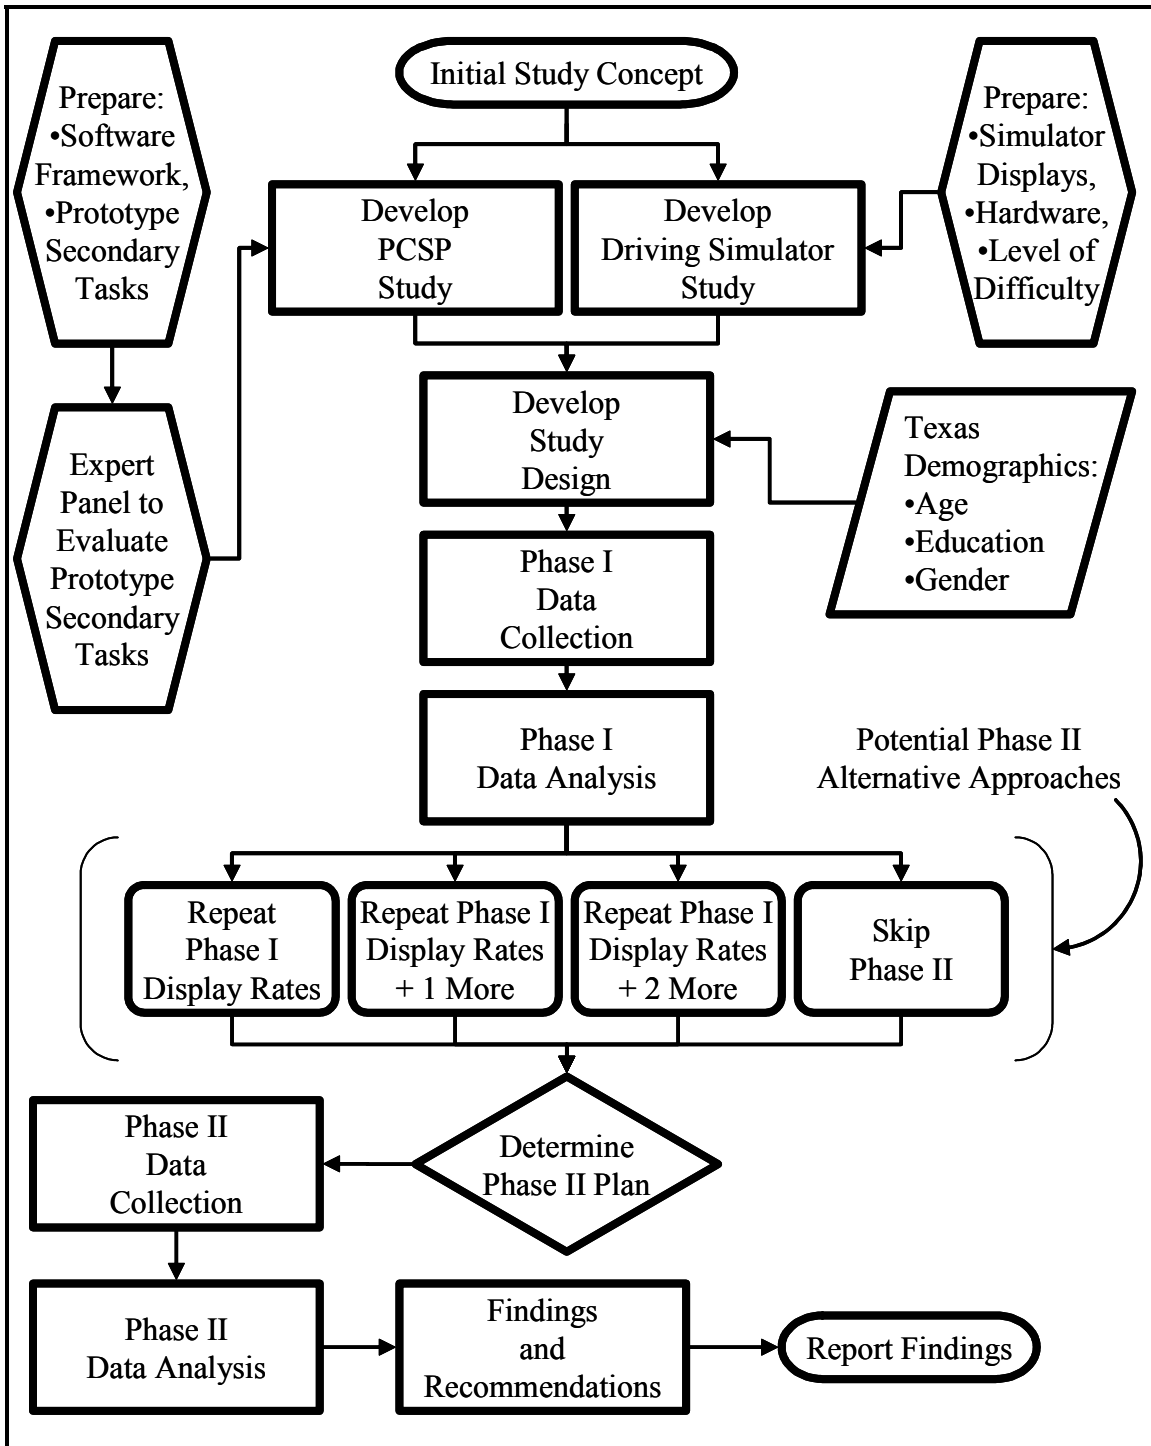 Initial Study Concept
Prepare:
•Software
Framework,
•Prototype
Secondary
Tasks
Prepare:
•Simulator
Displays,
•Hardware,
•Level of
Difficulty
Develop
PCSP
Study
Develop
Driving Simulator
Study
Expert
Panel to
Evaluate
Prototype
Secondary
Tasks
Develop
Study
Design
Texas
Demographics:
•Age
•Education
•Gender
Phase I
Data
Collection
Phase I
Data Analysis
Potential Phase II
Alternative Approaches
Repeat
Phase I
Display Rates
Repeat Phase I
Display Rates
+ 1 More
Repeat Phase I
Display Rates
+ 2 More
Skip
Phase II
Determine
Phase II Plan
Phase II
Data
Collection
Phase II
Data Analysis
Findings
and
Recommendations
Report Findings